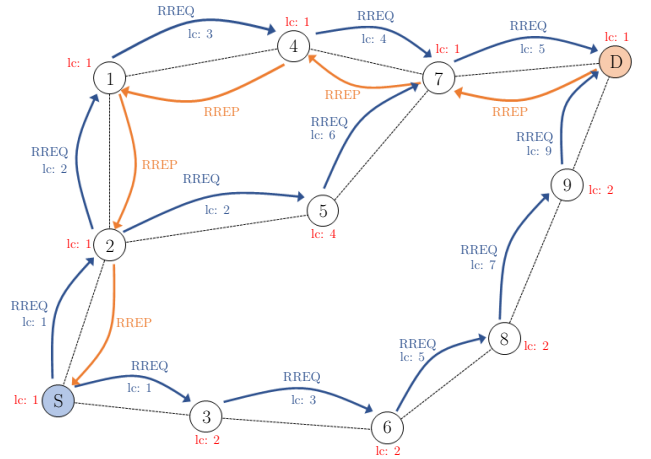 RREQ
lc: 3
lc: 1
4
RREQ
lc: 4
lc: 1
7
RREQ
lc: 5
lc: 1
D
lc: 1
1
RREP
RREP
RREP
RREQ
lc: 2
RREP
RREQ
lc: 6
RREQ
lc: 9
RREQ
lc: 2
5
lc: 4
9
lc: 2
lc: 1
2
RREQ
lc: 7
RREQ
lc: 1
RREP
8
lc: 2
RREQ
lc: 5
lc: 1
S
RREQ
lc: 1
3
lc: 2
RREQ
lc: 3
6
lc: 2